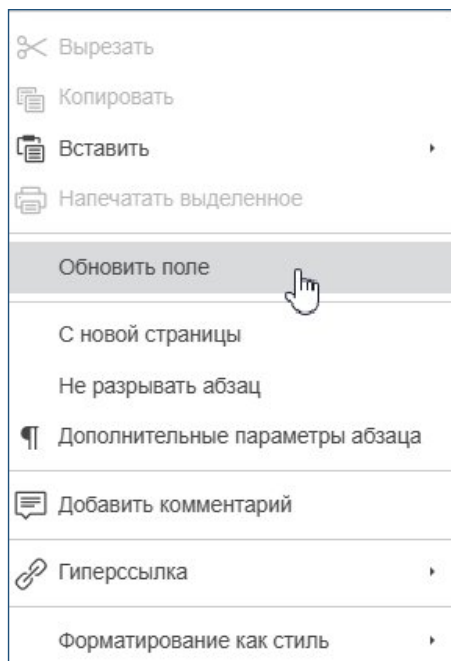 Вырезать
Копировать
Вставить
Напечатать выделенное
Обновить поле
С новой страницы
Не разрывать абзац
Дополнительные параметры абзаца
Добавить комментарий
Гиперссылка
Форматирование как стиль